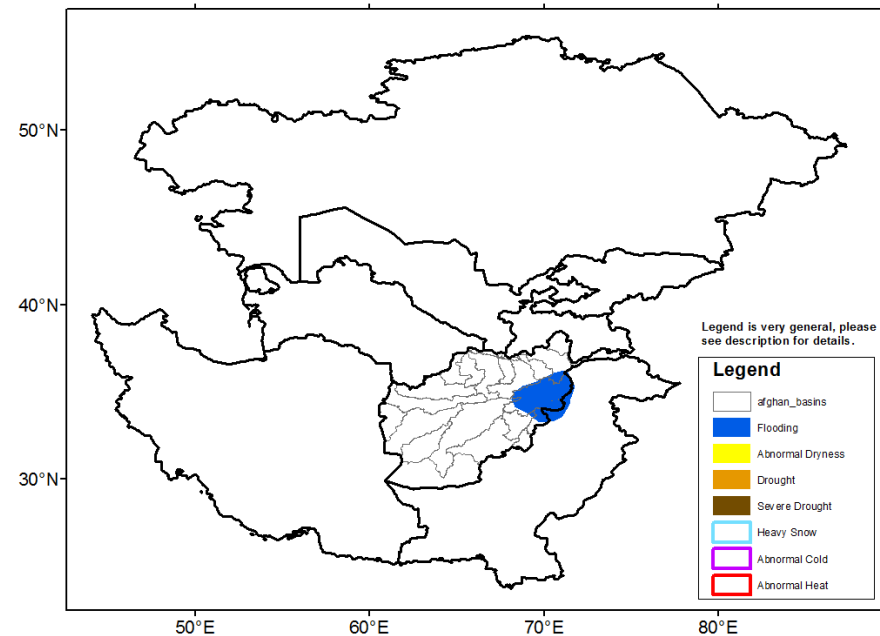 50°N
40°N
30°N
Legend is very general, please
see description for details.
Legend
afghan_basins
Flooding
Abnormal Dryness
Drought
Severe Drought
Heavy Snow
Abnormal Cold
Abnormal Heat
50°E
60°E
70°E
80°E